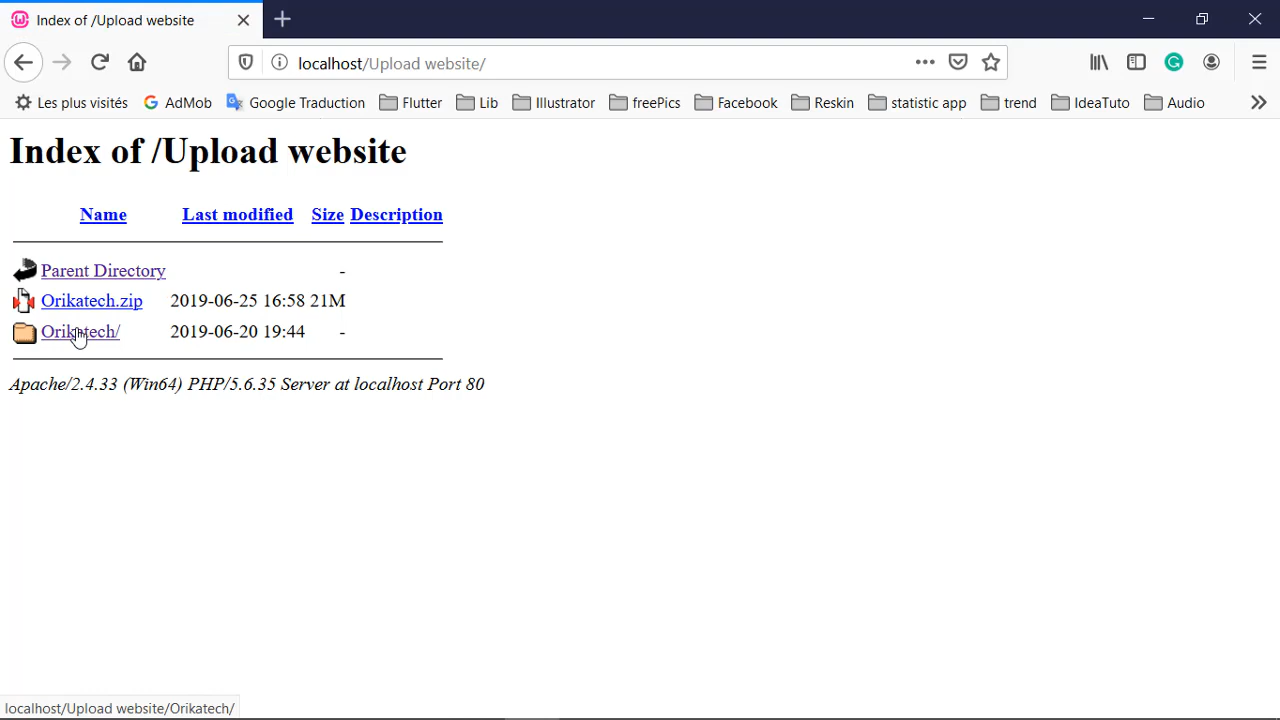 Index of /Upload website
localhost/Upload website/
Les plus visités AdMob Google Traduction Flutter Lib Illustrator freePics Facebook Reskin statistic app trend IdeaTuto Audio
Index of /Upload website
Name Last modified Size Description
Parent Directory -
Orikatech.zip 2019-06-25 16:58 21M
Orikatech/ 2019-06-20 19:44 -
Apache/2.4.33 (Win64) PHP/5.6.35 Server at localhost Port 80
localhost/Upload website/Orikatech/